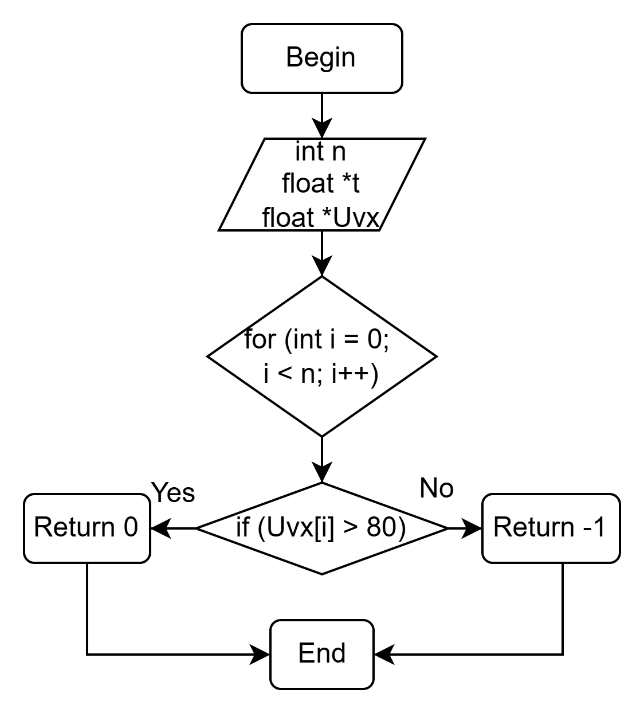 Begin
int n
float *t
float *Uvx
for (int i = 0;
i < n; i++)
Yes
No
Return 0
if (Uvx[i] > 80)
Return -1
End